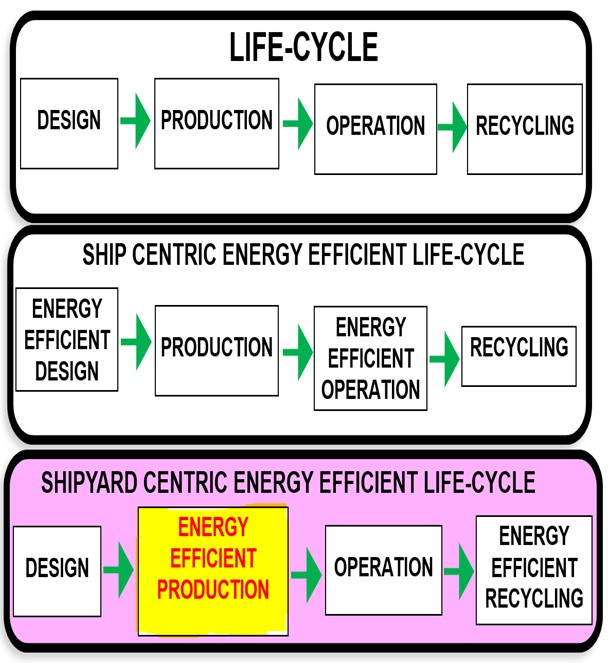 LIFE-CYCLE
DESIGN
PRODUCTION
OPERATION
RECYCLING
SHIP CENTRIC ENERGY EFFICIENT LIFE-CYCLE
ENERGY
EFFICIENT
DESIGN
PRODUCTION
ENERGY
EFFICIENT
OPERATION
RECYCLING
SHIPYARD CENTRIC ENERGY EFFICIENT LIFE-CYCLE
DESIGN
ENERGY
EFFICIENT
PRODUCTION
OPERATION
ENERGY
EFFICIENT
RECYCLING